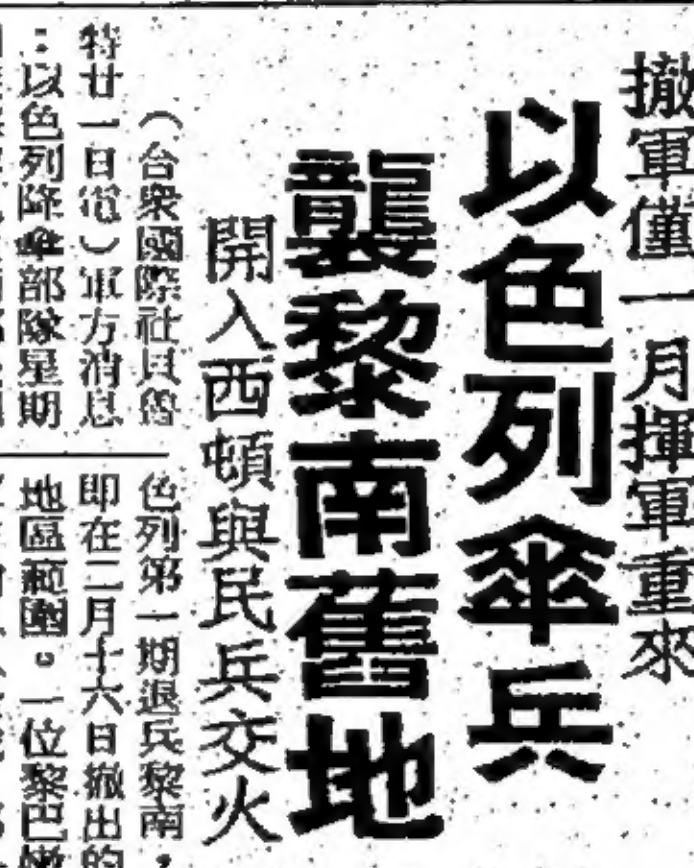 撤軍僅一月揮軍重來
以色列傘兵
襲黎南舊地
開入西頓與民兵交火
(合衆國際社貝魯
特廿一日電)軍方消息
：以色列降傘部隊星期
色列第一期退兵黎南，
即在二月十六日撤出的
地區範圍。一位黎巴嫩